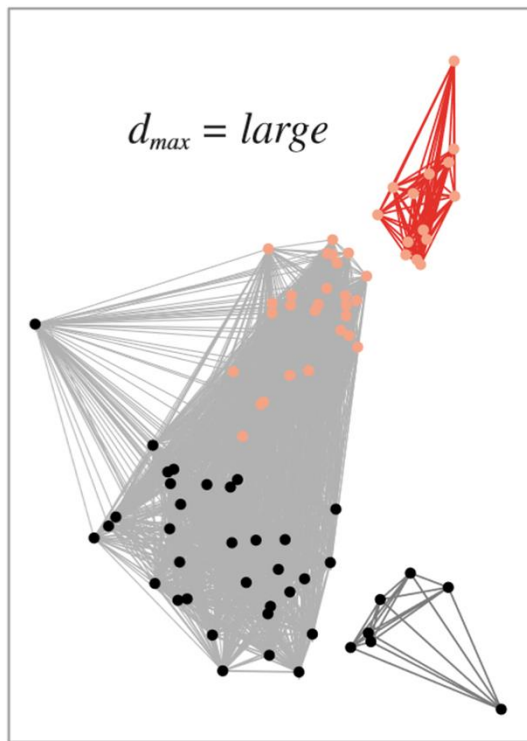 d_max = large